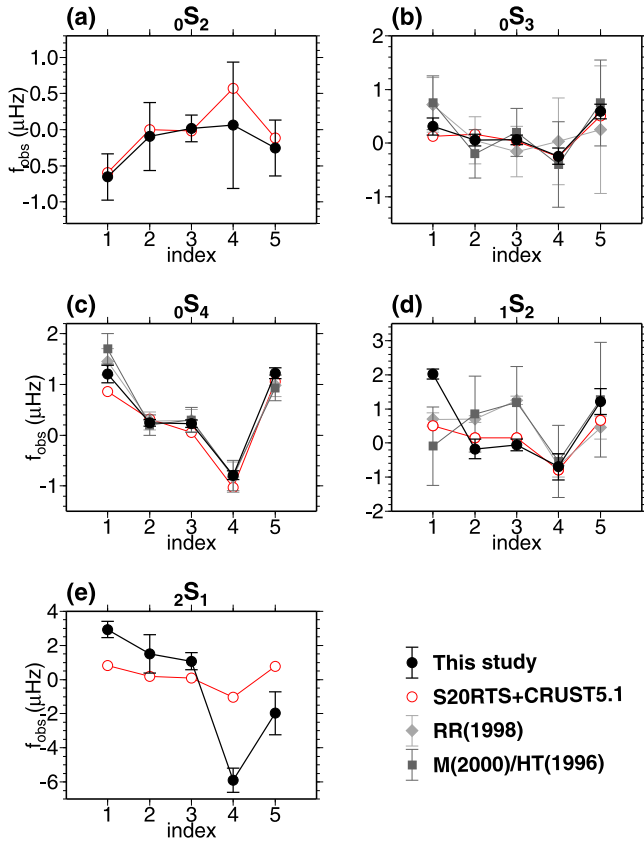 (a) ₀S₂
1.0
0.5
-0.0
-0.5
-1.0
f_obs (μHz)
1 2 3 4 5
index
(b) ₀S₃
2
1
0
-1
1 2 3 4 5
index
(c) ₀S₄
2
1
0
-1
f_obs (μHz)
1 2 3 4 5
index
(d) ₁S₂
3
2
1
0
-1
-2
1 2 3 4 5
index
(e) ₂S₁
4
2
0
-2
-4
-6
f_obs, (μHz)
1 2 3 4 5
index
This study
S20RTS+CRUST5.1
RR(1998)
M(2000)/HT(1996)